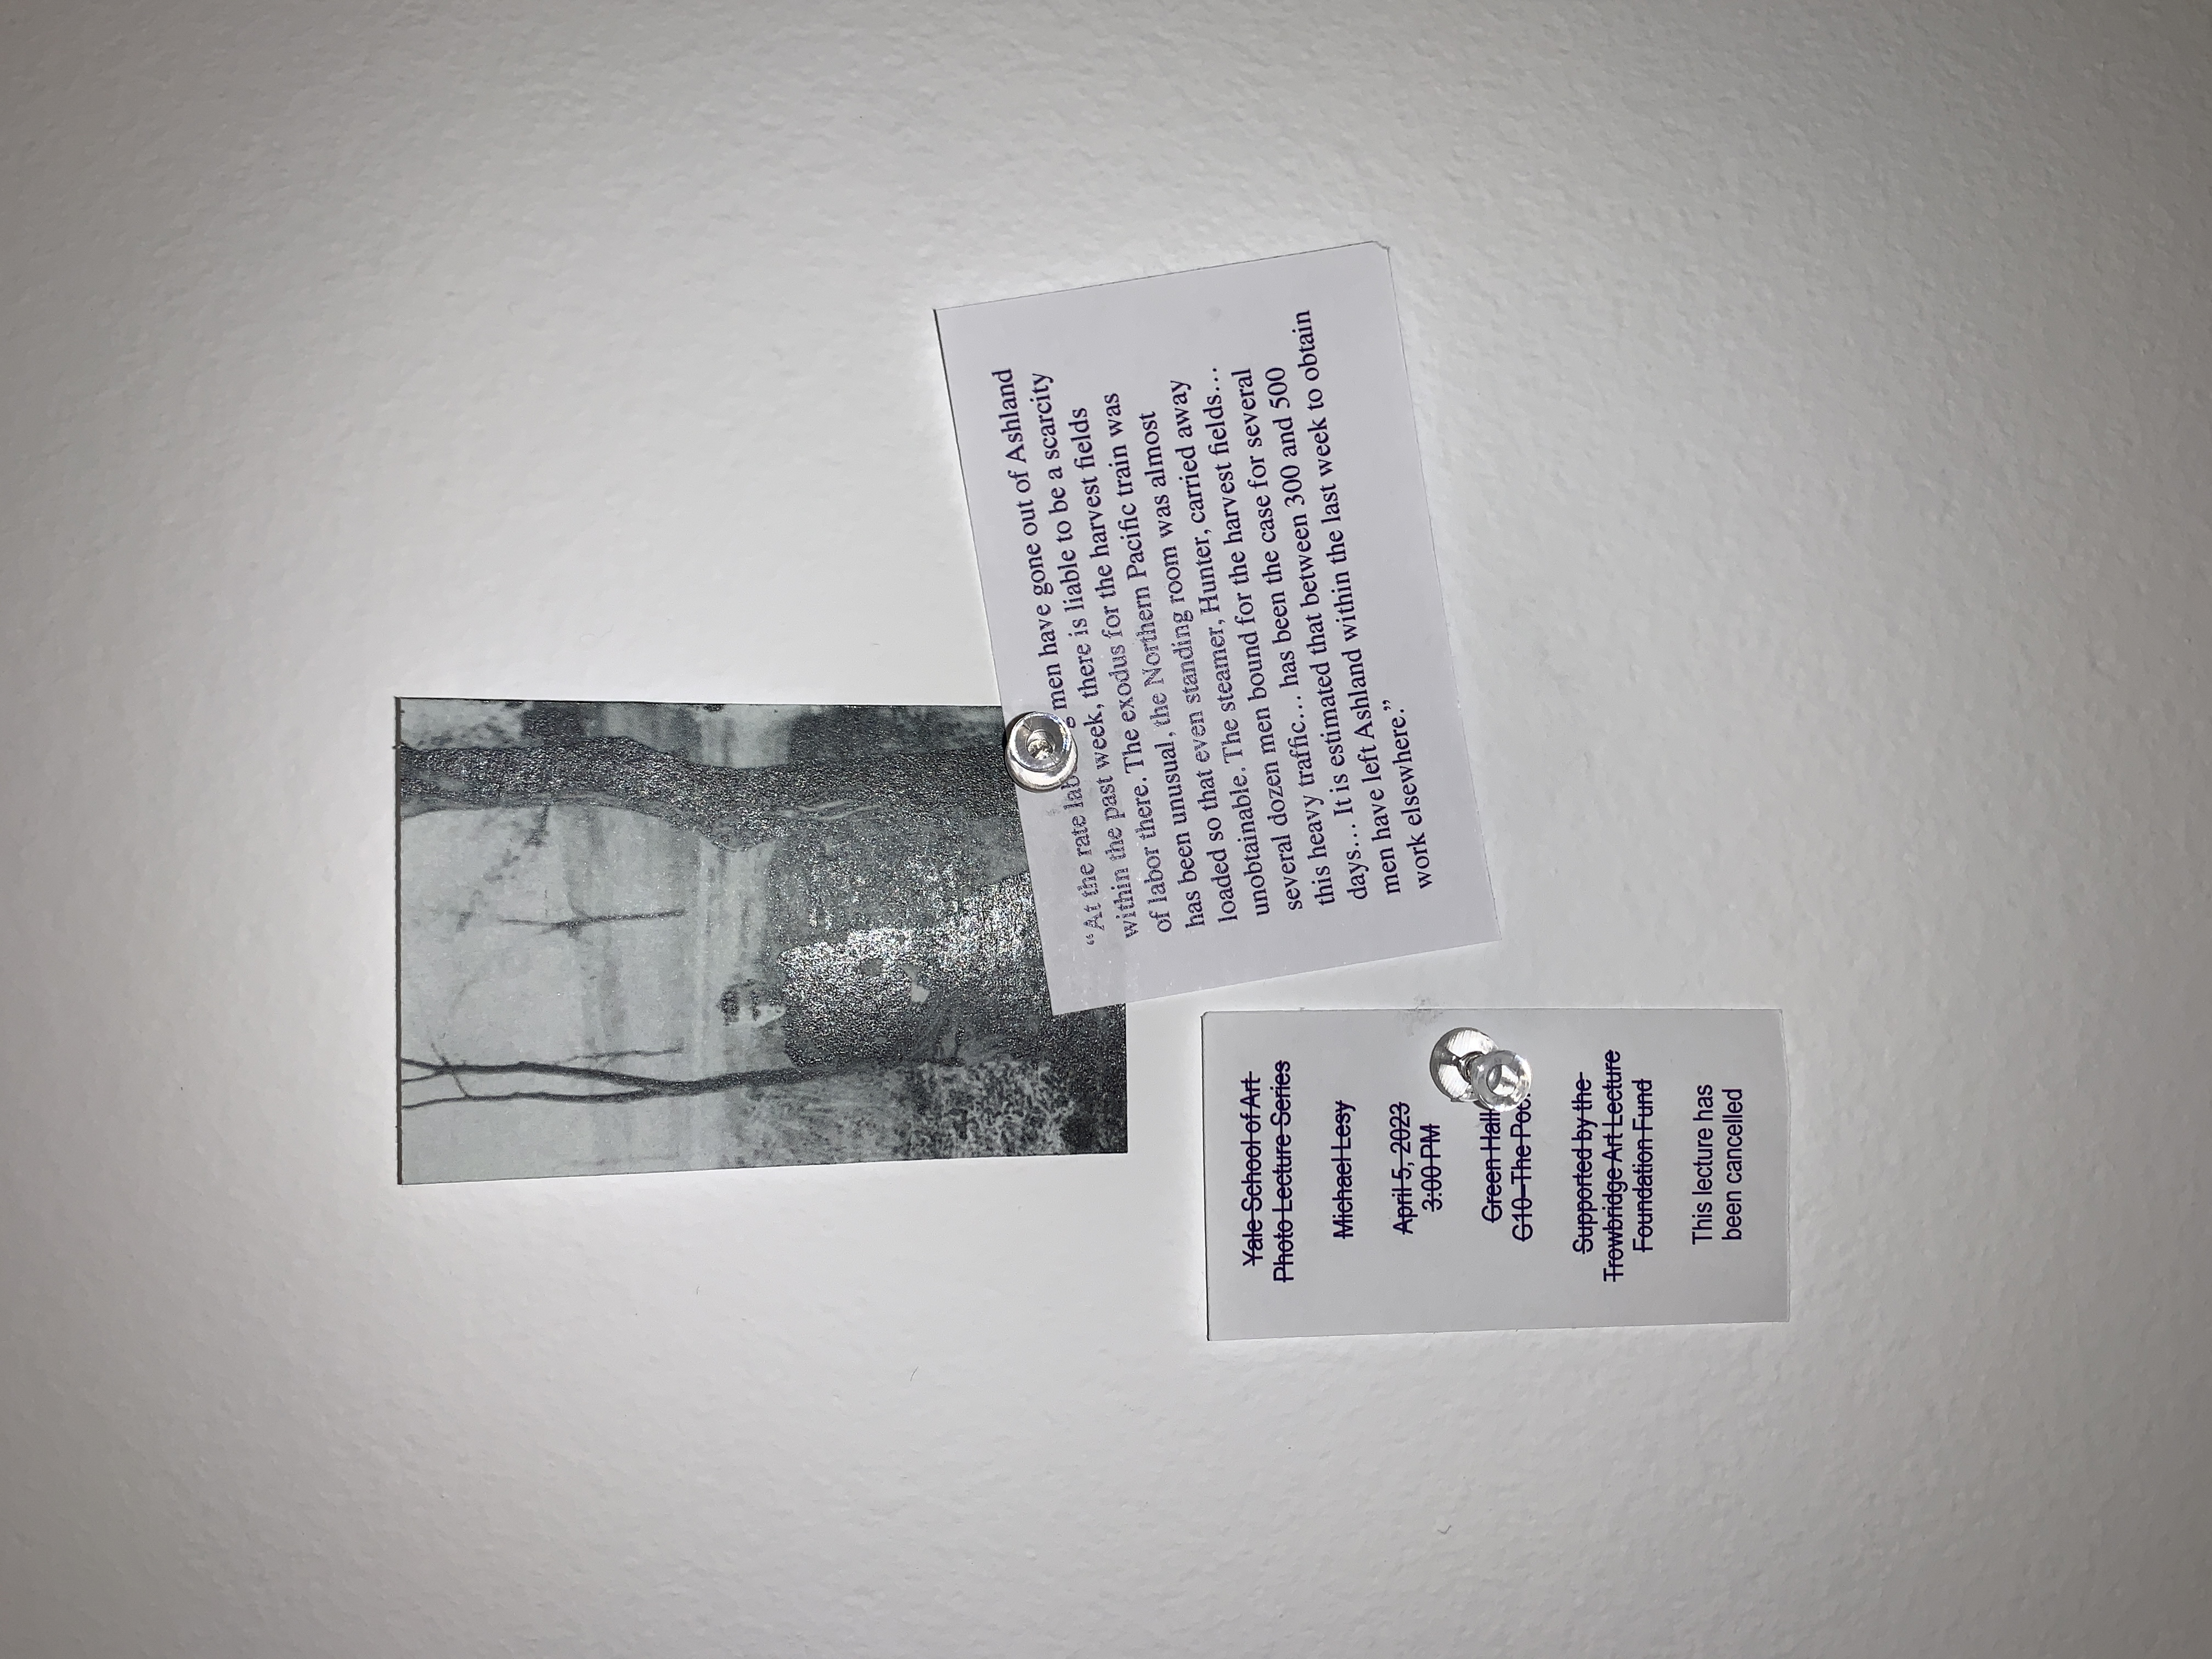 “At the rate men have gone out of Ashland
within the past week, there is liable to be a scarcity
of labor there. The exodus for the harvest fields
has been unusual, the Northern Pacific train was
loaded so that even standing room was almost
unobtainable. The steamer, Hunter, carried away
several dozen men bound for the harvest fields…
this heavy traffic… has been the case for several
days… It is estimated that between 300 and 500
men have left Ashland within the last week to obtain
work elsewhere.”
Yale School of Art
Photo Lecture Series
Michael Lesy
April 5, 2023
3:00 PM
Green Hall
G10–The
Supported by the
Trowbridge Art Lecture
Foundation Fund
This lecture has
been cancelled